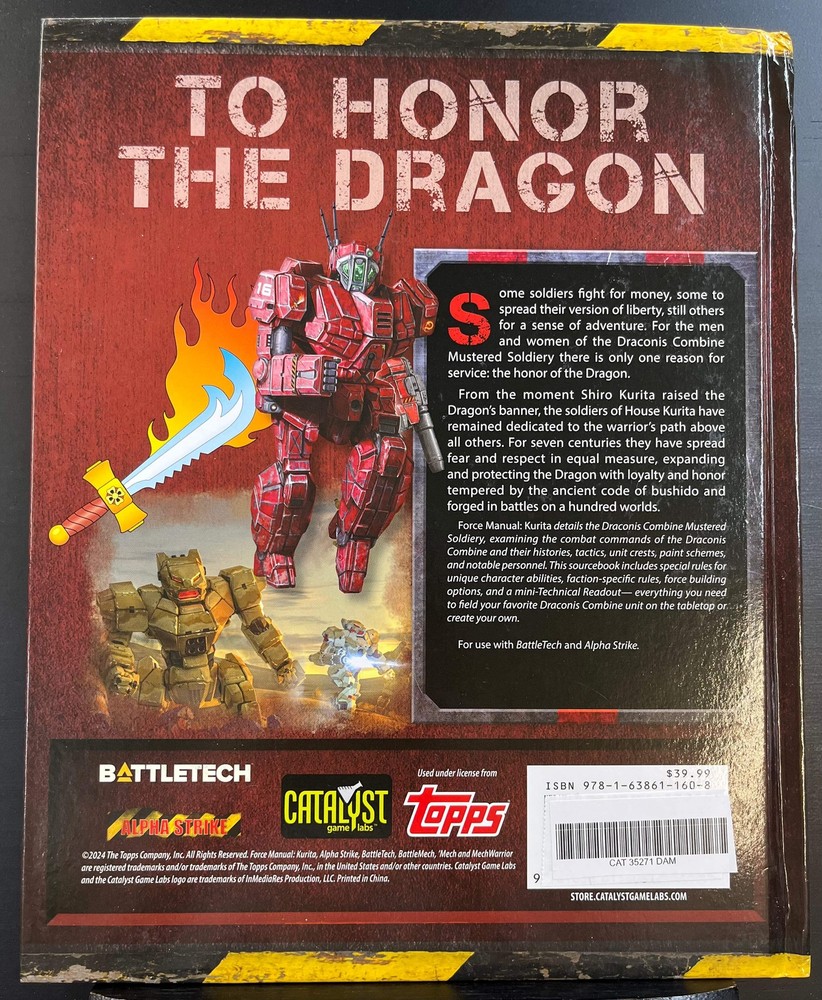 TO HONOR
THE DRAGON
16
Some soldiers fight for money, some to
spread their version of liberty, still others
for a sense of adventure. For the men
and women of the Draconis Combine
Mustered Soldiery there is only one reason for
service: the honor of the Dragon.
From the moment Shiro Kurita raised the
Dragon's banner, the soldiers of House Kurita have
remained dedicated to the warrior's path above
all others. For seven centuries they have spread
fear and respect in equal measure, expanding
and protecting the Dragon with loyalty and honor
tempered by the ancient code of bushido and
forged in battles on a hundred worlds.
Force Manual: Kurita details the Draconis Combine Mustered
Soldiery, examining the combat commands of the Draconis
Combine and their histories, tactics, unit crests, paint schemes,
and notable personnel. This sourcebook includes special rules for
unique character abilities, faction-specific rules, force building
options, and a mini-Technical Readout— everything you need
to field your favorite Draconis Combine unit on the tabletop or
create your own.
For use with BattleTech and Alpha Strike.
BATTLETECH
ALPHA STRIKE
CATALYST
game labs™
Used under license from
topps
$39.99
ISBN 978-1-63861-160-8
CAT 35271 DAM
9
©2024 The Topps Company, Inc. All Rights Reserved. Force Manual: Kurita, Alpha Strike, BattleTech, BattleMech, 'Mech and MechWarrior
are registered trademarks and/or trademarks of The Topps Company, Inc., in the United States and/or other countries. Catalyst Game Labs
and the Catalyst Game Labs logo are trademarks of InMediaRes Production, LLC. Printed in China.
STORE.CATALYSTGAMELABS.COM